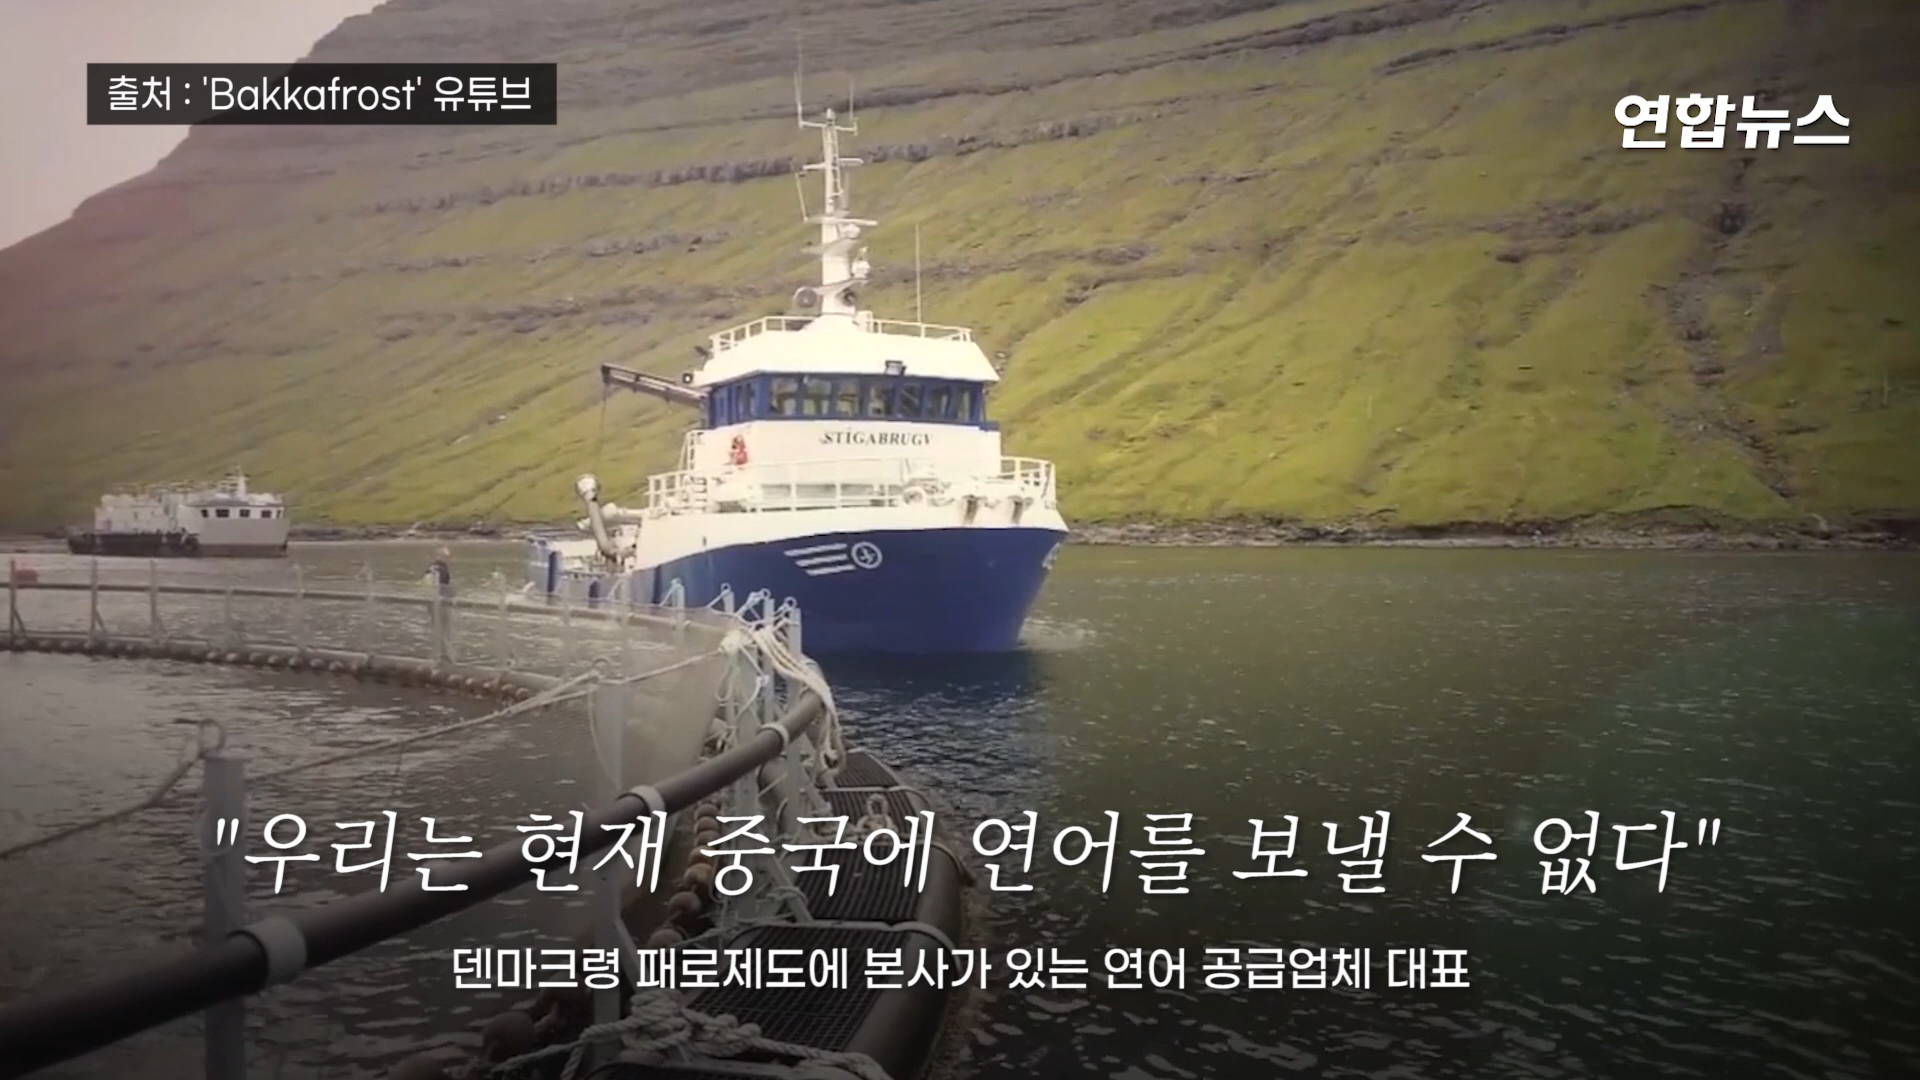 출처 : 'Bakkafrost' 유튜브
연합뉴스
STÍGABRUGV
"우리는 현재 중국에 연어를 보낼 수 없다"
덴마크령 패로제도에 본사가 있는 연어 공급업체 대표